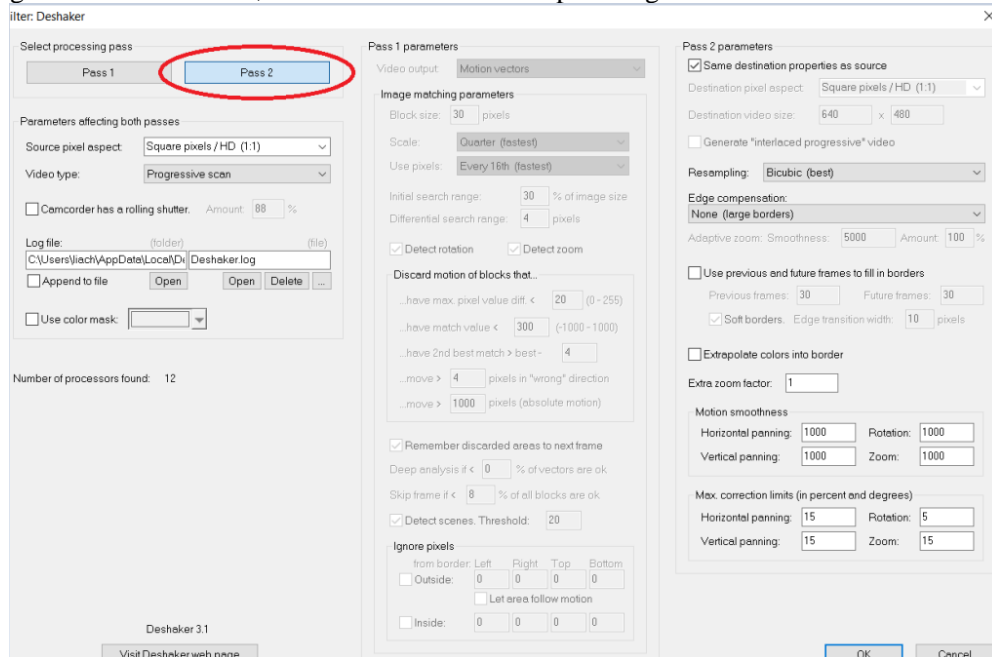 ilter: Deshaker
Select processing pass
Pass 1
Pass 2
Parameters affecting both passes
Source pixel aspect: Square pixels / HD (1:1)
Video type: Progressive scan
Camcorder has a rolling shutter. Amount: 88 %
Log file: (folder) (file)
C:\Users\liach\AppData\Local\De Deshaker.log
Append to file Open Open Delete ...
Use color mask:
Number of processors found: 12
Deshaker 3.1
Visit Deshaker web page
Pass 1 parameters
Video output: Motion vectors
Image matching parameters
Block size: 30 pixels
Scale: Quarter (fastest)
Use pixels: Every 16th (fastest)
Initial search range: 30 % of image size
Differential search range: 4 pixels
Detect rotation Detect zoom
Discard motion of blocks that...
...have max. pixel value diff. < 20 (0 - 255)
...have match value < 300 (-1000 - 1000)
...have 2nd best match > best - 4
...move > 4 pixels in "wrong" direction
...move > 1000 pixels (absolute motion)
Remember discarded areas to next frame
Deep analysis if < 0 % of vectors are ok
Skip frame if < 8 % of all blocks are ok
Detect scenes. Threshold: 20
Ignore pixels
from border: Left Right Top Bottom
Outside: 0 0 0 0
Let area follow motion
Inside: 0 0 0 0
Pass 2 parameters
Same destination properties as source
Destination pixel aspect: Square pixels / HD (1:1)
Destination video size: 640 x 480
Generate "interlaced progressive" video
Resampling: Bicubic (best)
Edge compensation:
None (large borders)
Adaptive zoom: Smoothness: 5000 Amount: 100 %
Use previous and future frames to fill in borders
Previous frames: 30 Future frames: 30
Soft borders. Edge transition width: 10 pixels
Extrapolate colors into border
Extra zoom factor: 1
Motion smoothness
Horizontal panning: 1000 Rotation: 1000
Vertical panning: 1000 Zoom: 1000
Max. correction limits (in percent and degrees)
Horizontal panning: 15 Rotation: 5
Vertical panning: 15 Zoom: 15
OK Cancel